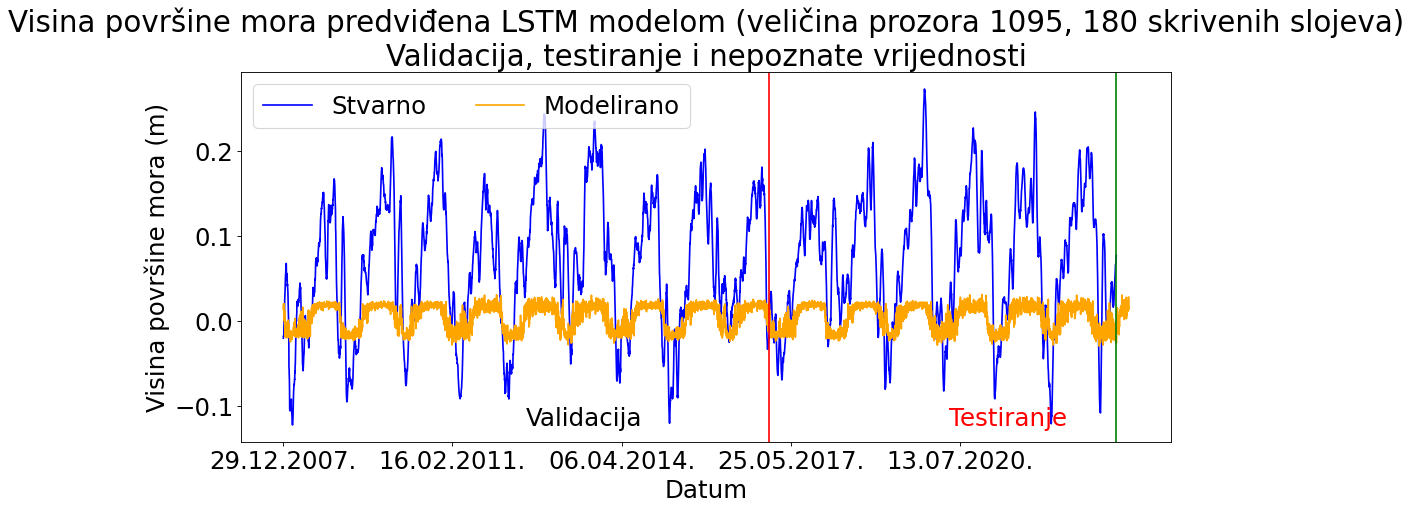 Visina površine mora predviđena LSTM modelom (veličina prozora 1095, 180 skrivenih slojeva)
Validacija, testiranje i nepoznate vrijednosti
Stvarno Modelirano
Visina površine mora (m)
0.2
0.1
0.0
−0.1
Validacija Testiranje
29.12.2007. 16.02.2011. 06.04.2014. 25.05.2017. 13.07.2020.
Datum